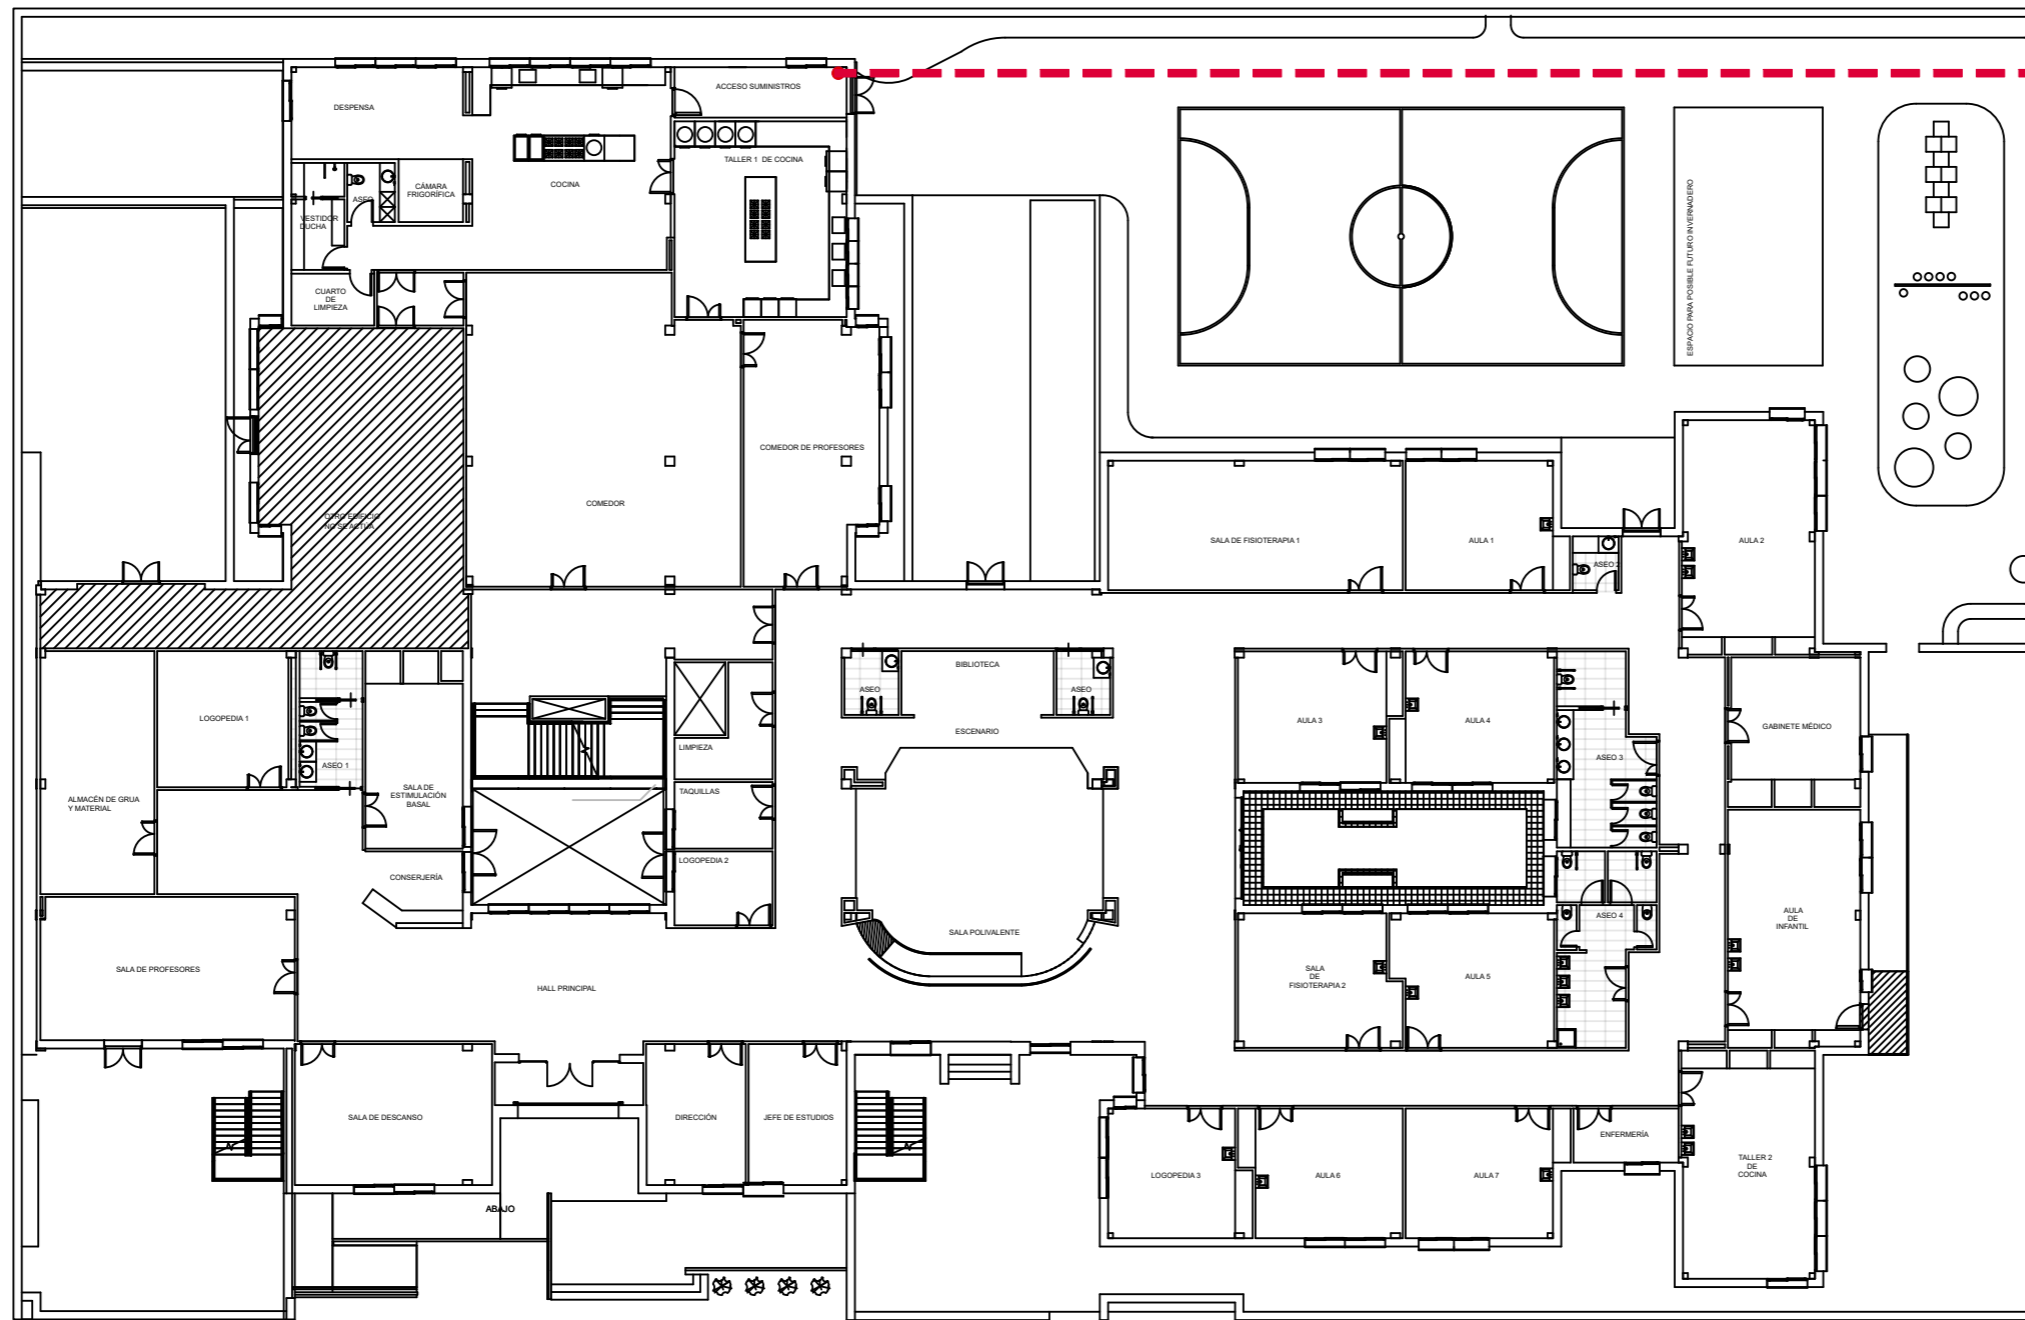 ACCESO SUMINISTROS
DESPENSA
TALLER 1 DE COCINA
COCINA
CÁMARA
FRIGORÍFICA
ASEO
VESTIDOR
DUCHA
CUARTO
DE
LIMPIEZA
ESPACIO PARA POSIBLE FUTURO INVERNADERO
COMEDOR DE PROFESORES
COMEDOR
OTRO EDIFICIO
NO SE ACTÚA
SALA DE FISIOTERAPIA 1
AULA 1
AULA 2
ASEO 2
BIBLIOTECA
ASEO
ASEO
ESCENARIO
LOGOPEDIA 1
AULA 3
AULA 4
GABINETE MÉDICO
LIMPIEZA
ASEO 1
ASEO 3
SALA DE
ESTIMULACIÓN
BASAL
TAQUILLAS
ALMACÉN DE GRUA
Y MATERIAL
LOGOPEDIA 2
CONSERJERÍA
ASEO 4
AULA
DE
INFANTIL
SALA POLIVALENTE
SALA DE PROFESORES
SALA
DE
FISIOTERAPIA 2
AULA 5
HALL PRINCIPAL
SALA DE DESCANSO
DIRECCIÓN
JEFE DE ESTUDIOS
ENFERMERÍA
LOGOPEDIA 3
AULA 6
AULA 7
TALLER 2
DE
COCINA
ABAJO